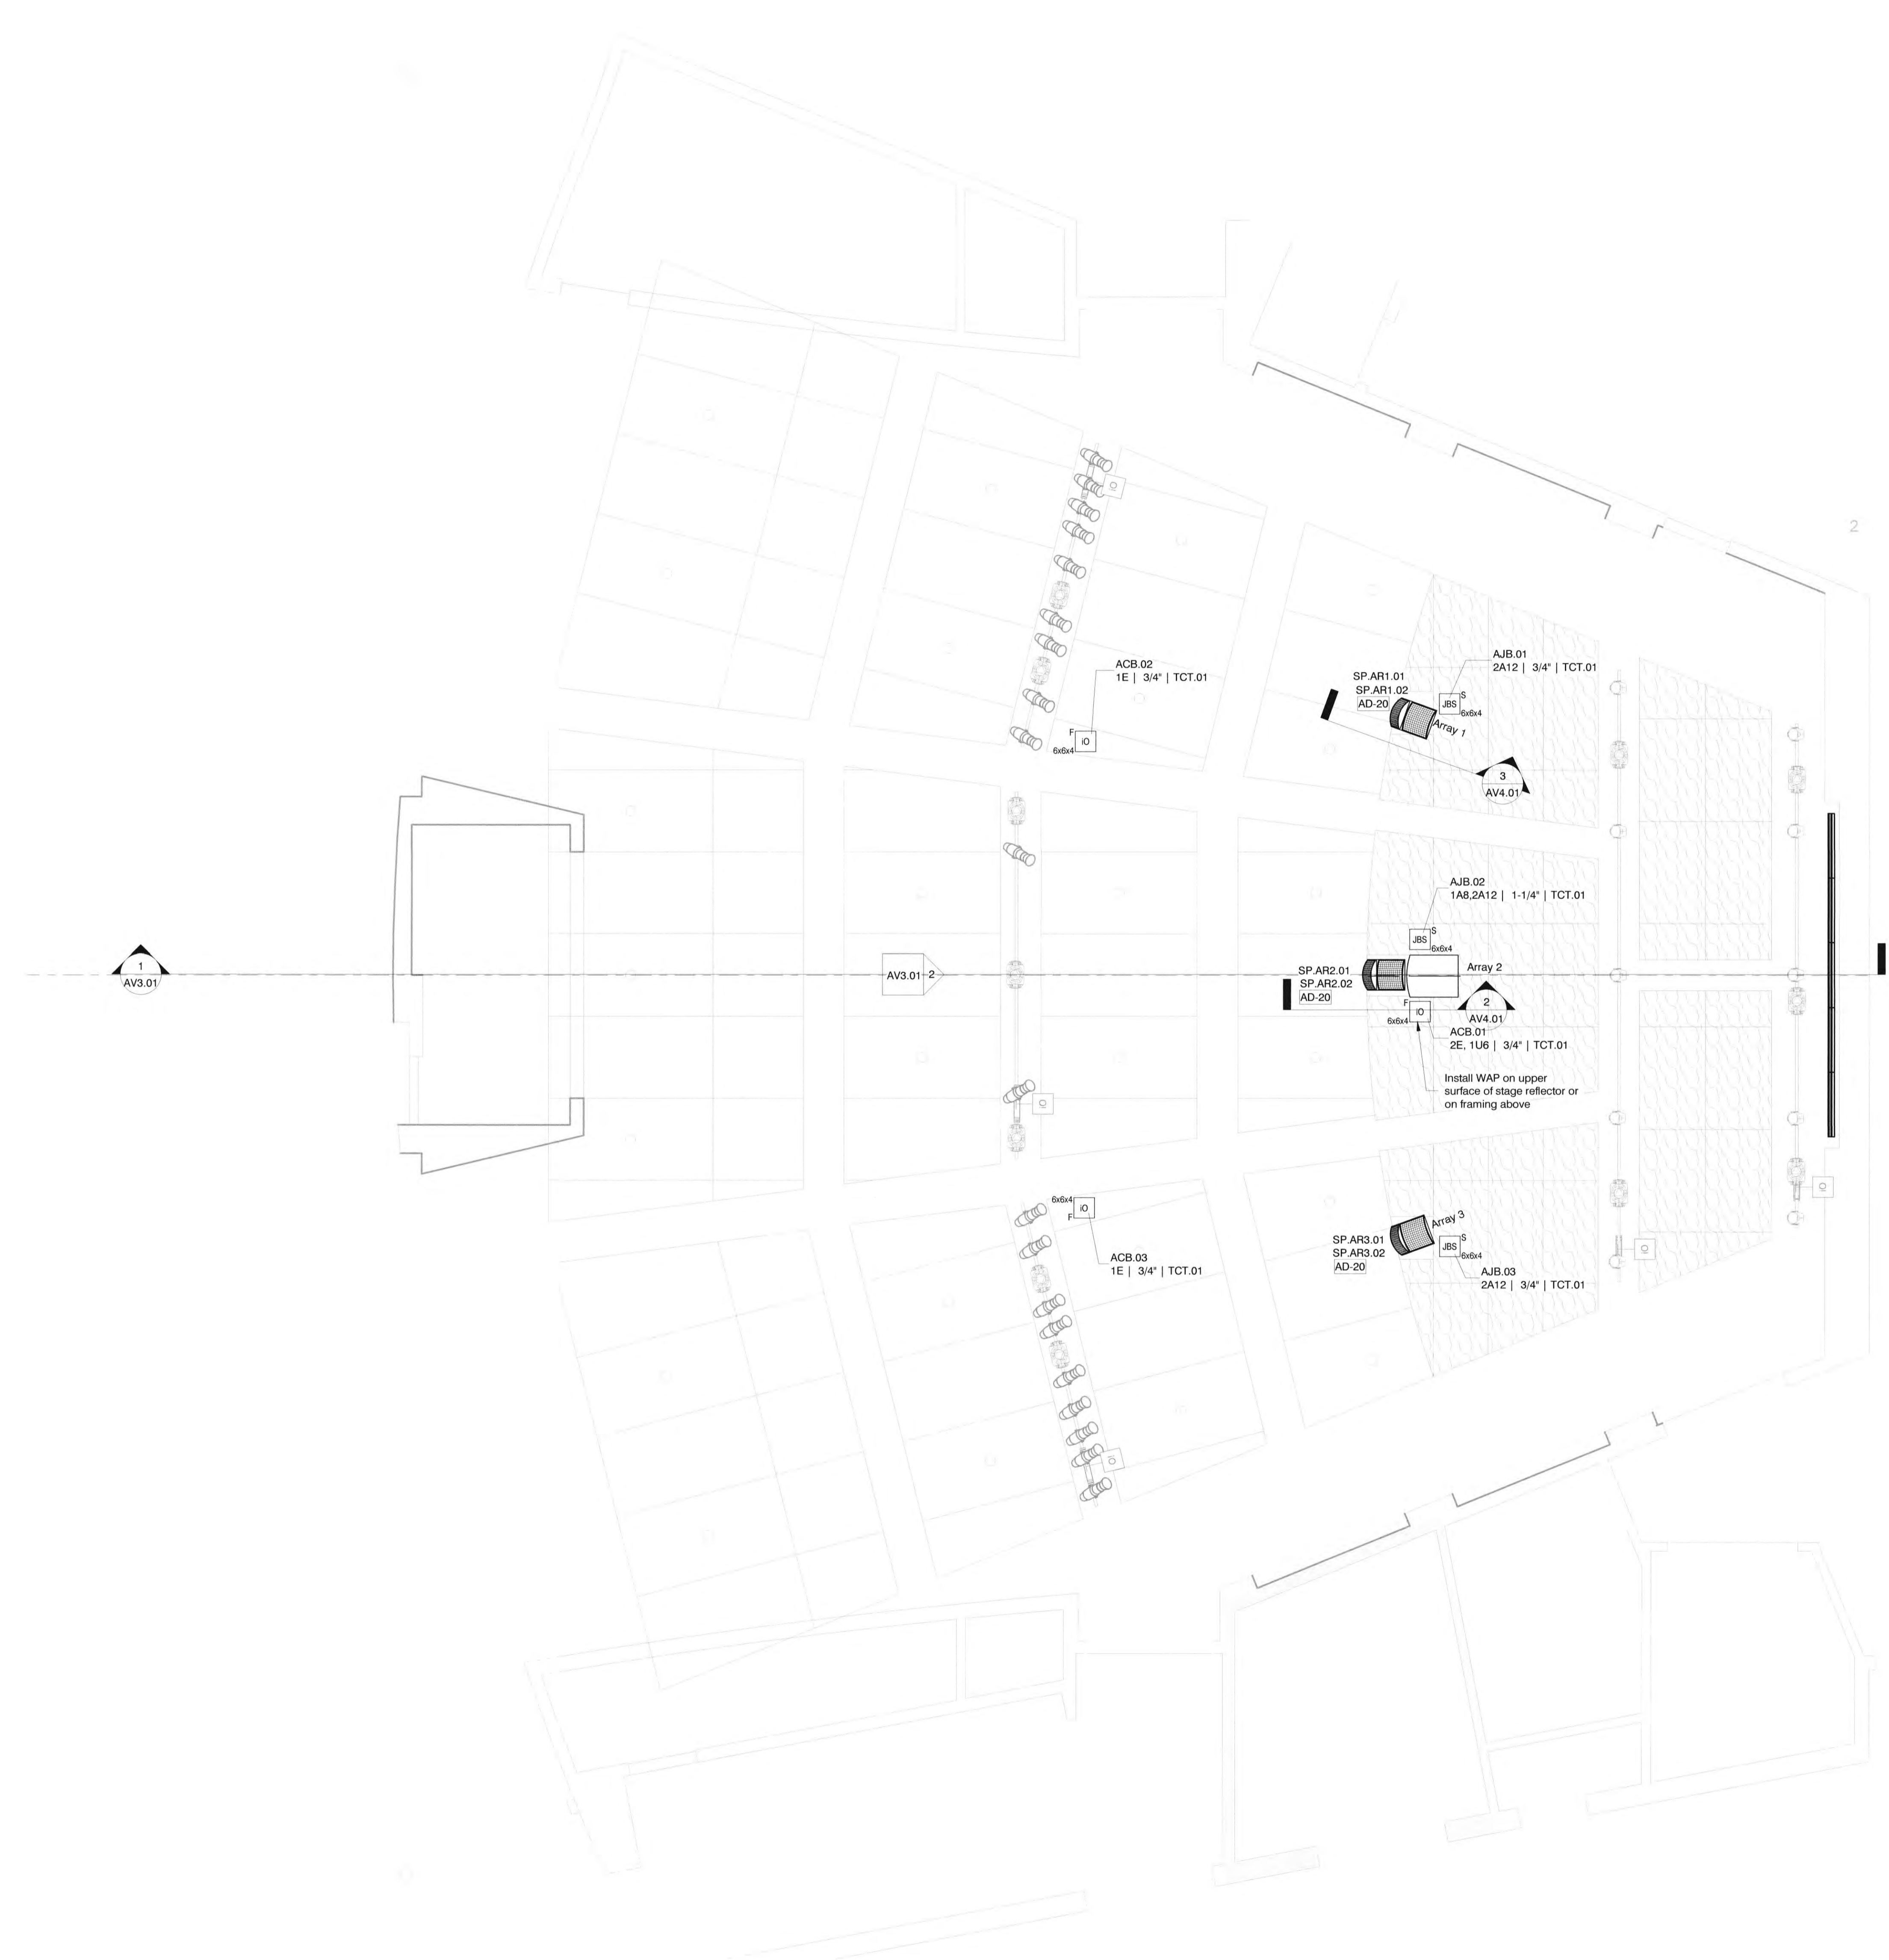 2
iO
ACB.02
1E | 3/4" | TCT.01
F
iO
6x6x4
AJB.01
2A12 | 3/4" | TCT.01
SP.AR1.01
SP.AR1.02
AD-20
JBS
S
6x6x4
Array 1
3
AV4.01
AJB.02
1A8,2A12 | 1-1/4" | TCT.01
JBS
S
6x6x4
1
AV3.01
AV3.01
2
SP.AR2.01
SP.AR2.02
AD-20
Array 2
2
AV4.01
F
iO
6x6x4
ACB.01
2E, 1U6 | 3/4" | TCT.01
Install WAP on upper
surface of stage reflector or
on framing above
iO
iO
6x6x4
iO
F
ACB.03
1E | 3/4" | TCT.01
SP.AR3.01
SP.AR3.02
AD-20
Array 3
JBS
S
6x6x4
AJB.03
2A12 | 3/4" | TCT.01
iO
iO